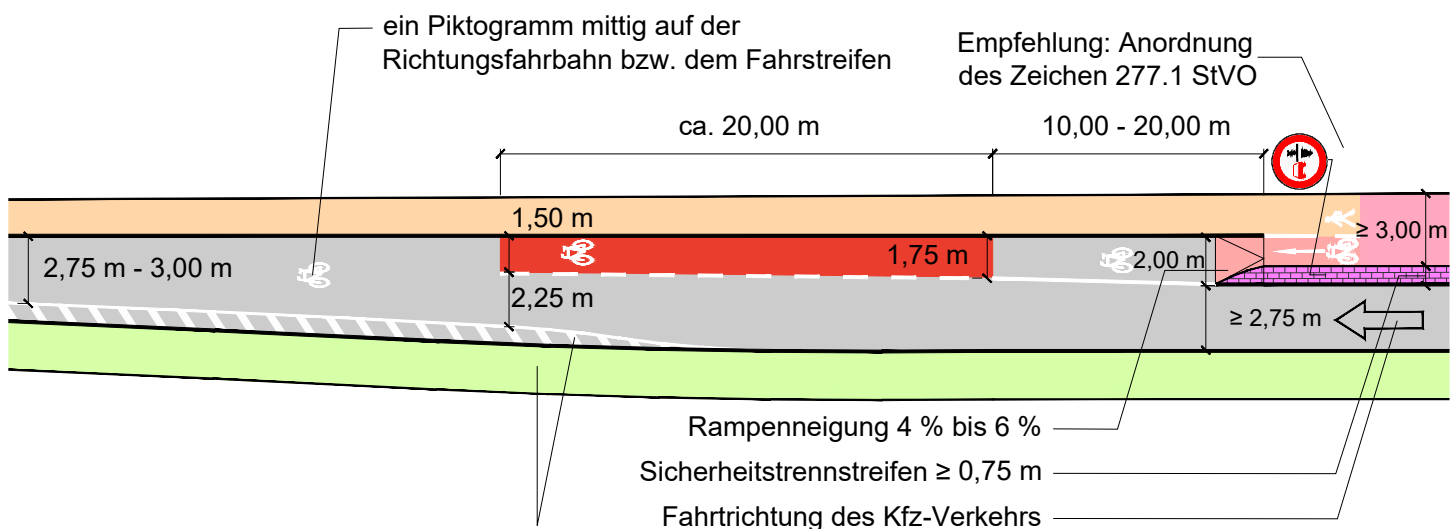 ein Piktogramm mittig auf der
Richtungsfahrbahn bzw. dem Fahrstreifen
Empfehlung: Anordnung
des Zeichen 277.1 StVO
ca. 20,00 m
10,00 - 20,00 m
1,50 m
≥ 3,00 m
2,75 m - 3,00 m
1,75 m
2,00 m
2,25 m
≥ 2,75 m
Rampenneigung 4 % bis 6 %
Sicherheitstrennstreifen ≥ 0,75 m
Fahrtrichtung des Kfz-Verkehrs